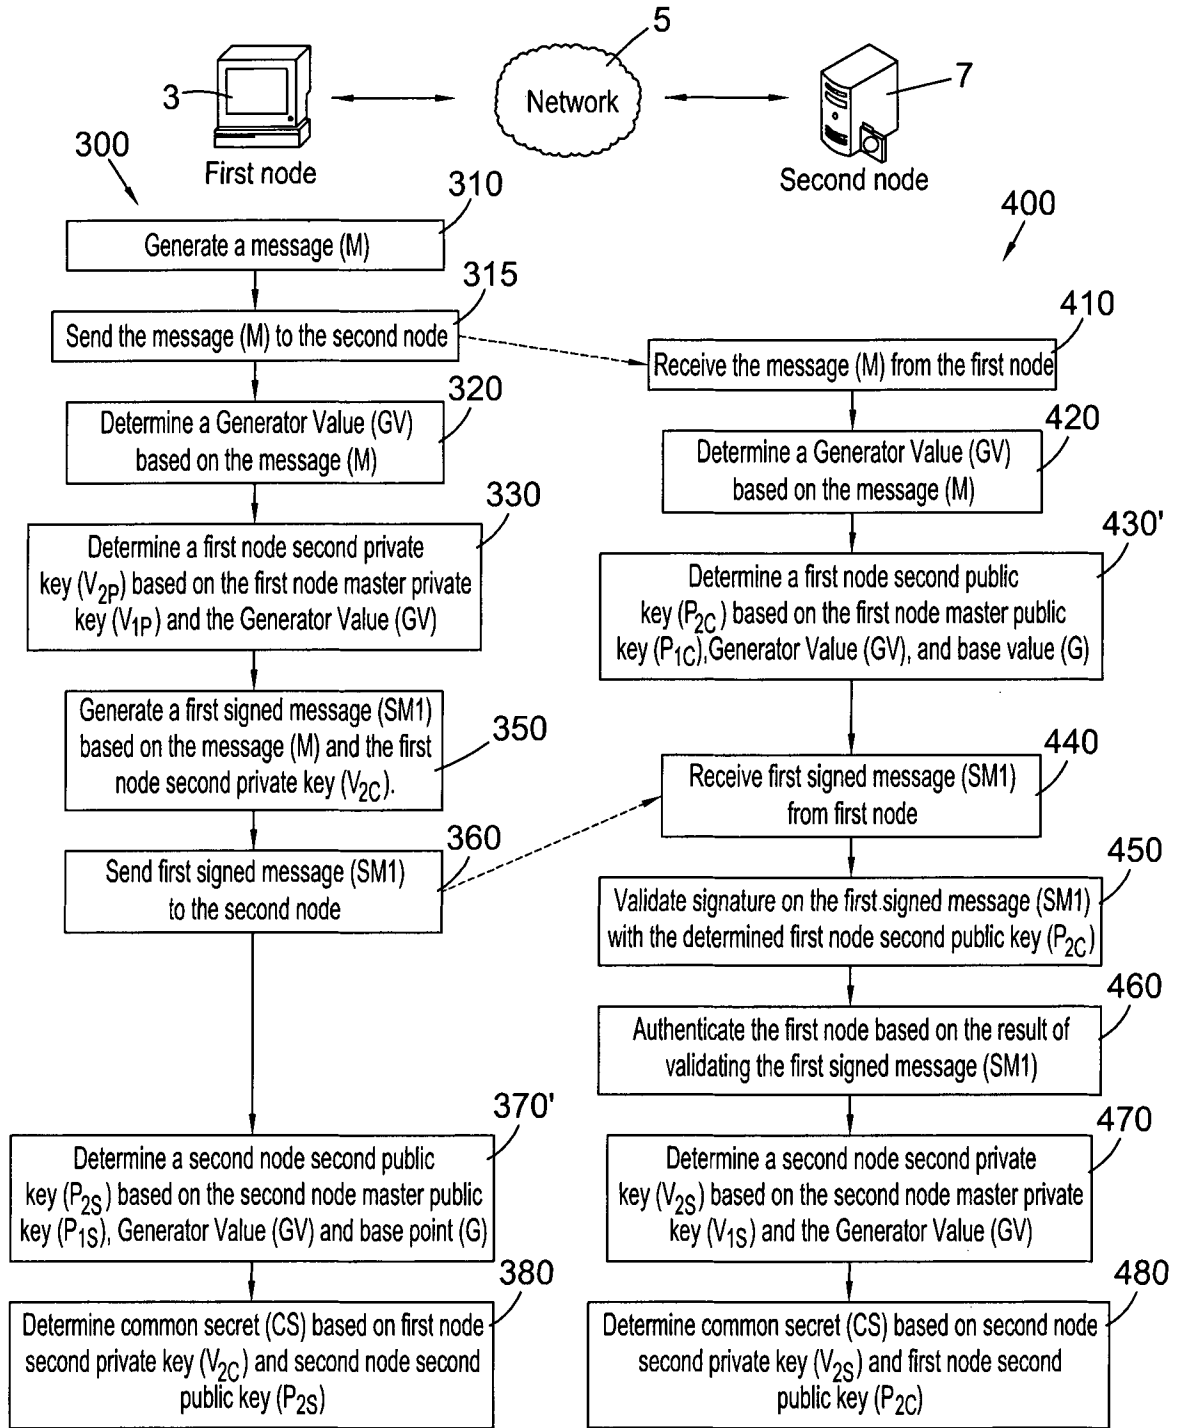 5
3
Network
7
First node
Second node
300
400
310
Generate a message (M)
315
Send the message (M) to the second node
320
Determine a Generator Value (GV)
based on the message (M)
330
Determine a first node second private
key (V2P) based on the first node master private
key (V1P) and the Generator Value (GV)
350
Generate a first signed message (SM1)
based on the message (M) and the first
node second private key (V2C).
360
Send first signed message (SM1)
to the second node
370'
Determine a second node second public
key (P2S) based on the second node master public
key (P1S), Generator Value (GV) and base point (G)
380
Determine common secret (CS) based on first node
second private key (V2C) and second node second
public key (P2S)
410
Receive the message (M) from the first node
420
Determine a Generator Value (GV)
based on the message (M)
430'
Determine a first node second public
key (P2C) based on the first node master public
key (P1C),Generator Value (GV), and base value (G)
440
Receive first signed message (SM1)
from first node
450
Validate signature on the first signed message (SM1)
with the determined first node second public key (P2C)
460
Authenticate the first node based on the result of
validating the first signed message (SM1)
470
Determine a second node second private
key (V2S) based on the second node master private
key (V1S) and the Generator Value (GV)
480
Determine common secret (CS) based on second node
second private key (V2S) and first node second
public key (P2C)